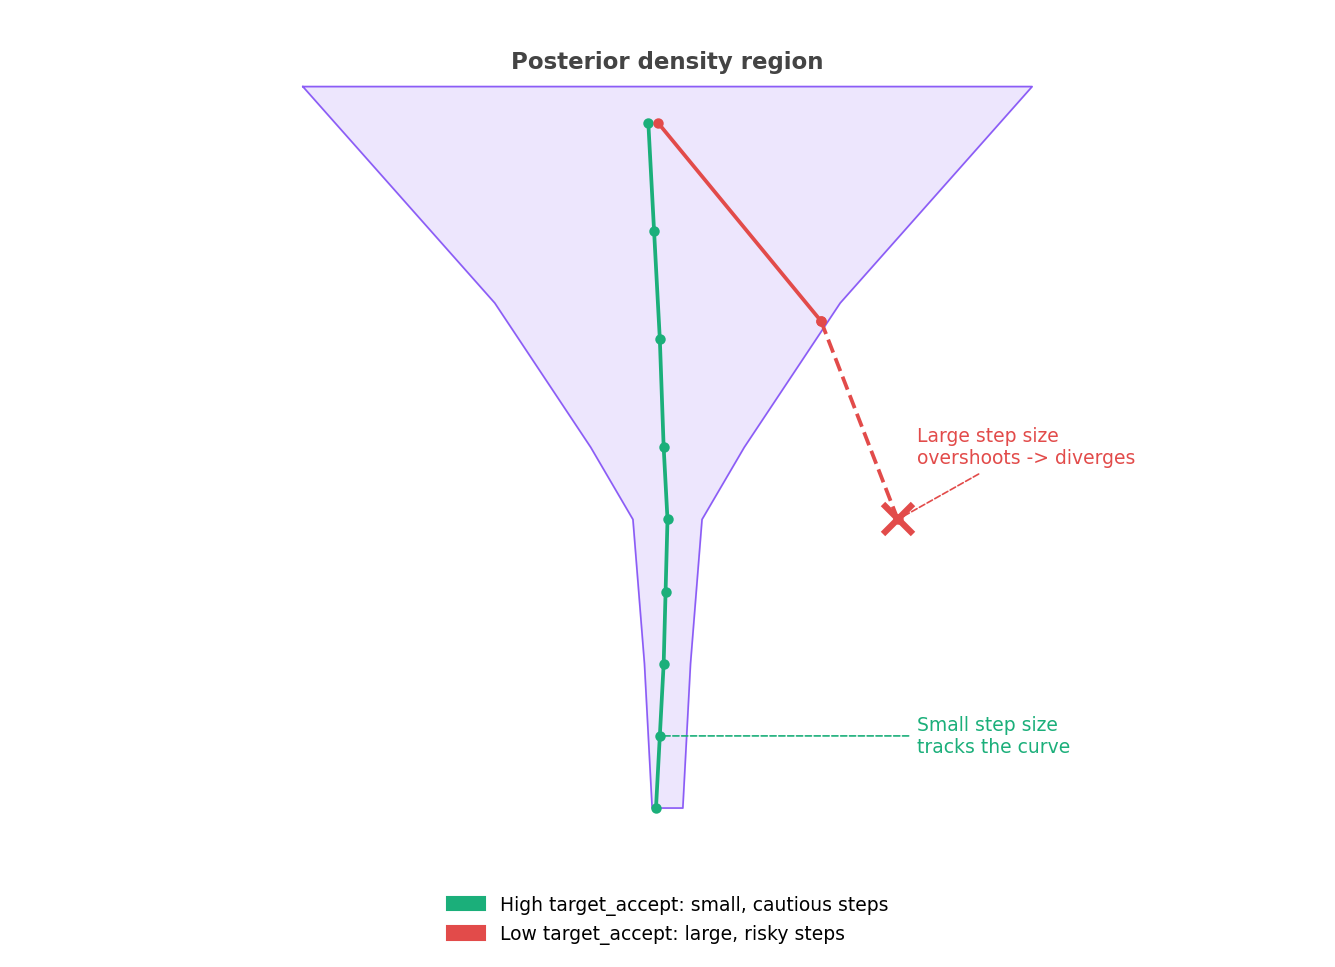 Posterior density region
Large step size
overshoots -> diverges
Small step size
tracks the curve
High target_accept: small, cautious steps
Low target_accept: large, risky steps